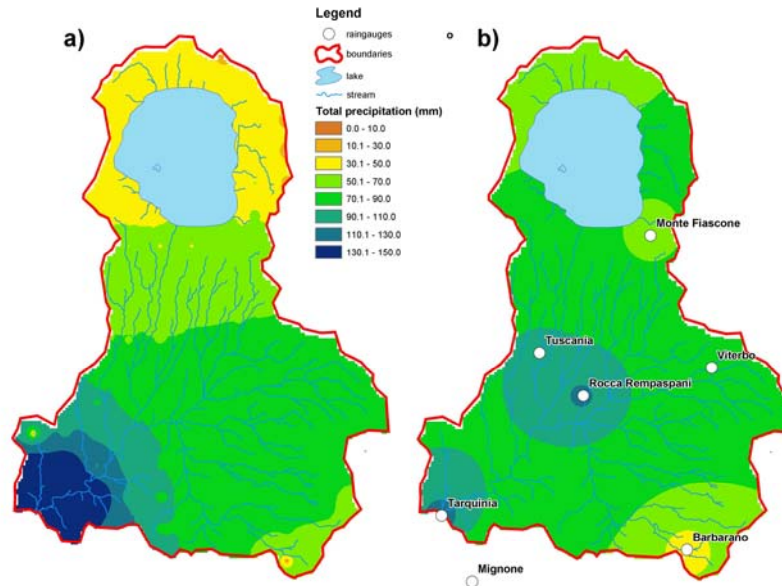 a)
Legend
raingauges
boundaries
lake
stream
Total precipitation (mm)
0.0 - 10.0
10.1 - 30.0
30.1 - 50.0
50.1 - 70.0
70.1 - 90.0
90.1 - 110.0
110.1 - 130.0
130.1 - 150.0
b)
Monte Fiascone
Tuscania
Viterbo
Rocca Rempaspani
Tarquinia
Barbarano
Mignone